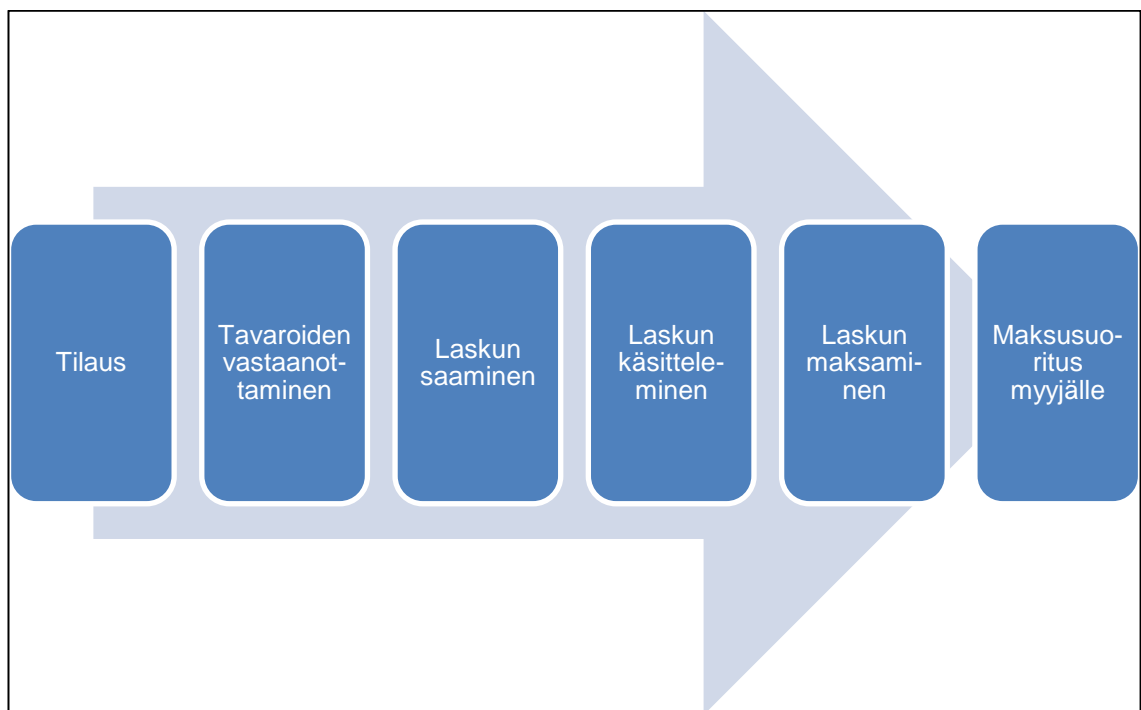 Tilaus
Tavaroiden
vastaanot-
taminen
Laskun
saaminen
Laskun
käsittele-
minen
Laskun
maksami-
nen
Maksusuo-
ritus
myyjälle